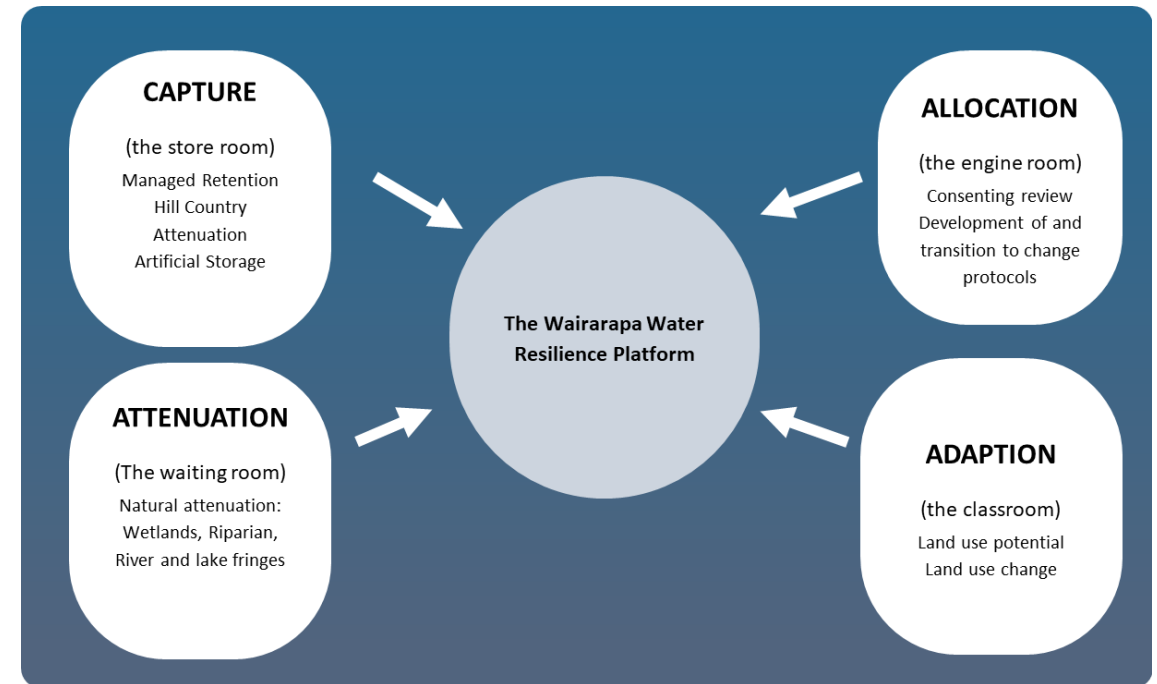 CAPTURE
(the store room)
Managed Retention
Hill Country
Attenuation
Artificial Storage
ATTENUATION
(The waiting room)
Natural attenuation:
Wetlands, Riparian,
River and lake fringes
The Wairarapa Water
Resilience Platform
ALLOCATION
(the engine room)
Consenting review
Development of and
transition to change
protocols
ADAPTION
(the classroom)
Land use potential
Land use change